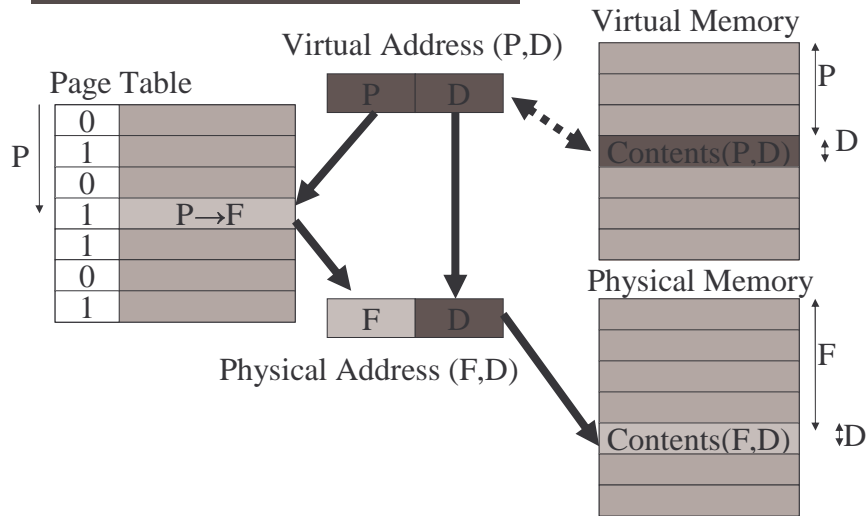 Virtual Memory
Virtual Address (P,D)
P
D
Page Table
P
0
1
0
1
1
0
1
P→F
P
Contents(P,D)
D
F
D
Physical Address (F,D)
Physical Memory
F
Contents(F,D)
D